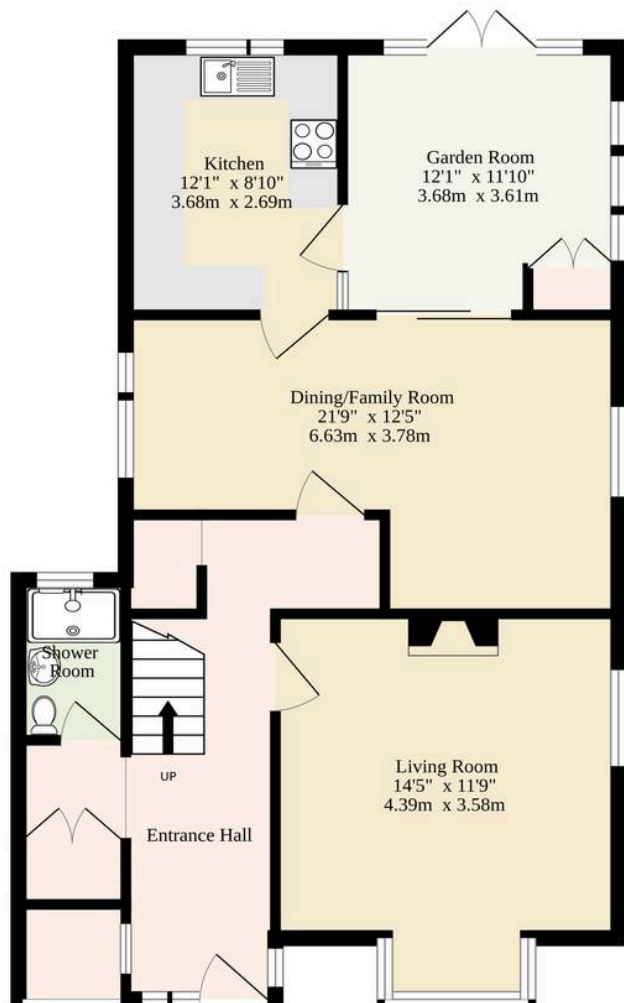 Kitchen
12'1" x 8'10"
3.68m x 2.69m
Garden Room
12'1" x 11'10"
3.68m x 3.61m
Dining/Family Room
21'9" x 12'5"
6.63m x 3.78m
Shower
Room
UP
Entrance Hall
Living Room
14'5" x 11'9"
4.39m x 3.58m